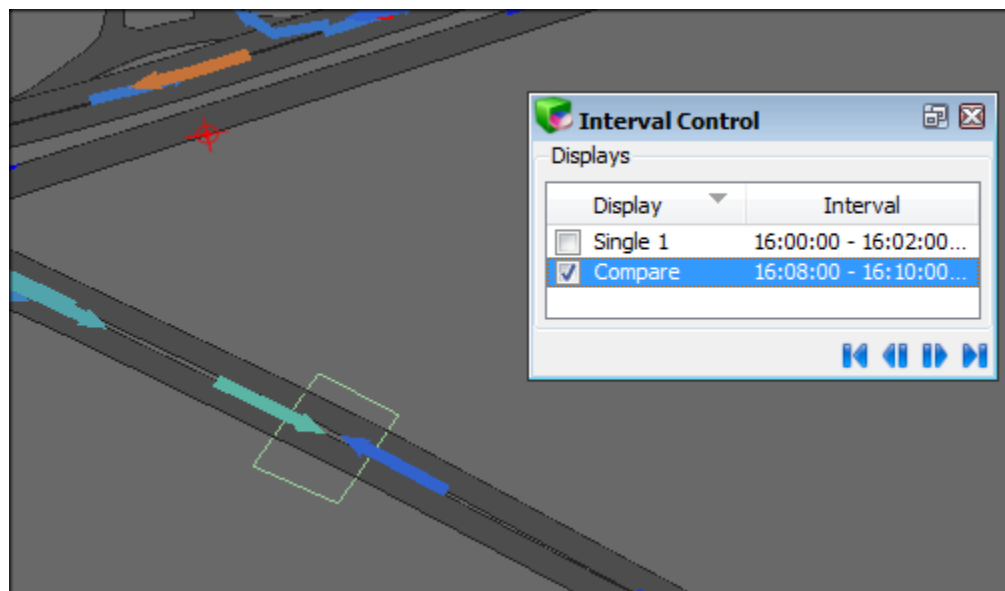 Interval Control
Displays
Display Interval
Single 1 16:00:00 - 16:02:00...
Compare 16:08:00 - 16:10:00...